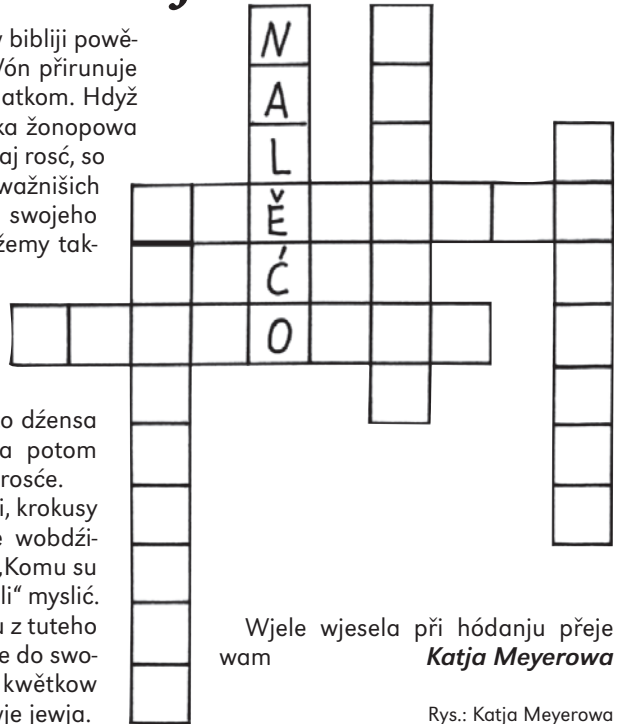 j
bibliji powě-
přirunuje
atkom. Hdyž
ka žonopowa
aj rosć, so
ważnišich
swojeho
žemy tak-
o dźensa
a potom
rosće.
i, krokusy
wobdźi-
„Komu su
li“ myslić.
u z tuteho
e do swo-
kwětkow
je jewja.
N
A
L
Ě
Ć
O
Wjele wjesela při hódanju přeje
wam Katja Meyerowa
Rys.: Katja Meyerowa